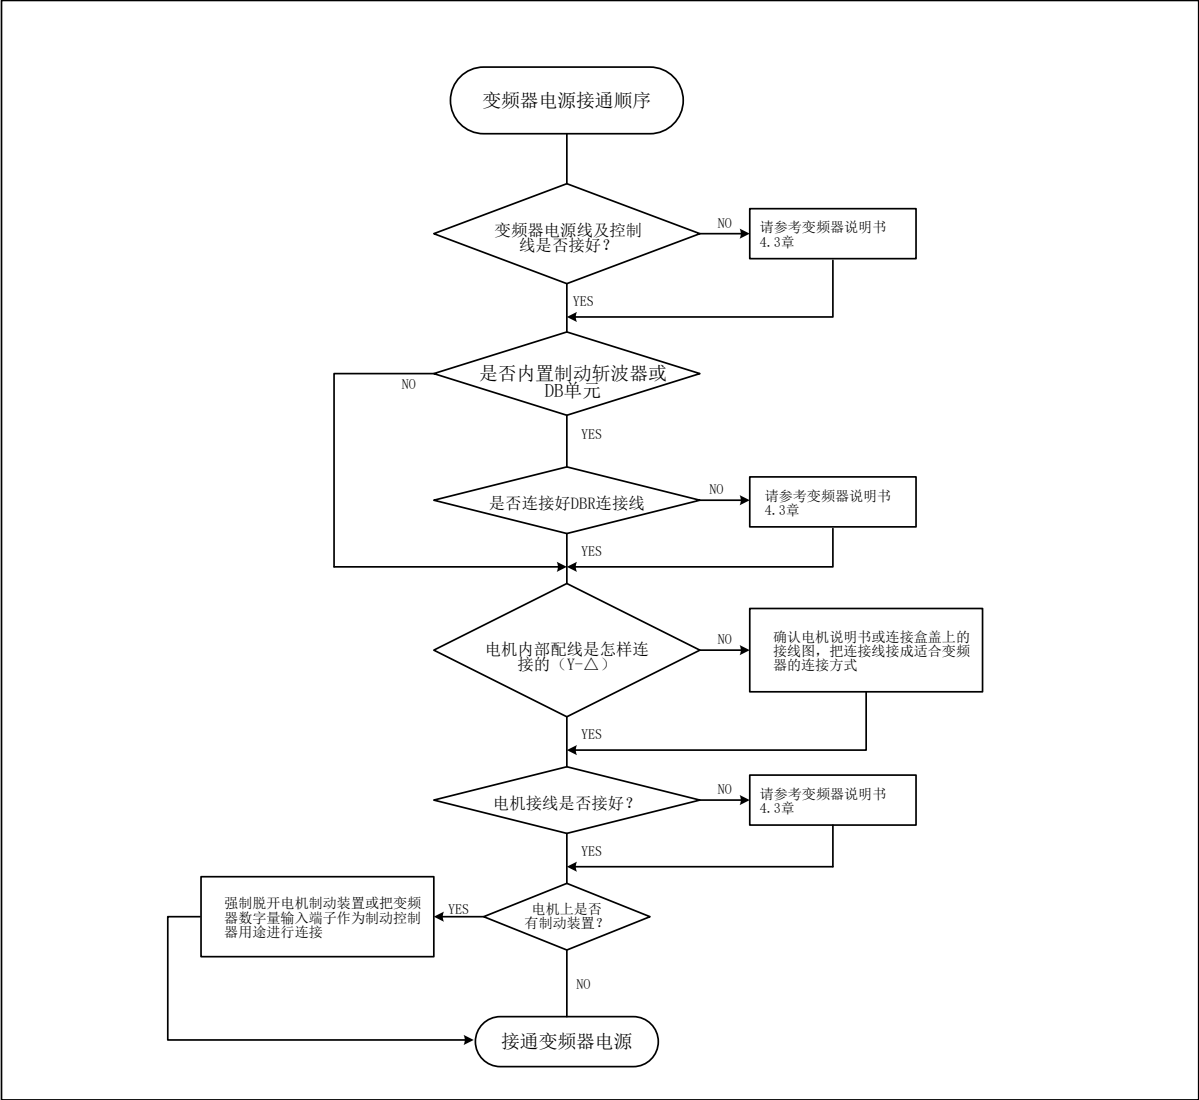 变频器电源接通顺序
变频器电源线及控制
线是否接好？
NO
请参考变频器说明书
4.3章
YES
是否内置制动斩波器或
DB单元
NO
YES
是否连接好DBR连接线
NO
请参考变频器说明书
4.3章
YES
电机内部配线是怎样连
接的（Y-△）
NO
确认电机说明书或连接盒盖上的
接线图，把连接线接成适合变频
器的连接方式
YES
电机接线是否接好？
NO
请参考变频器说明书
4.3章
YES
强制脱开电机制动装置或把变频
器数字量输入端子作为制动控制
器用途进行连接
YES
电机上是否
有制动装置？
NO
接通变频器电源